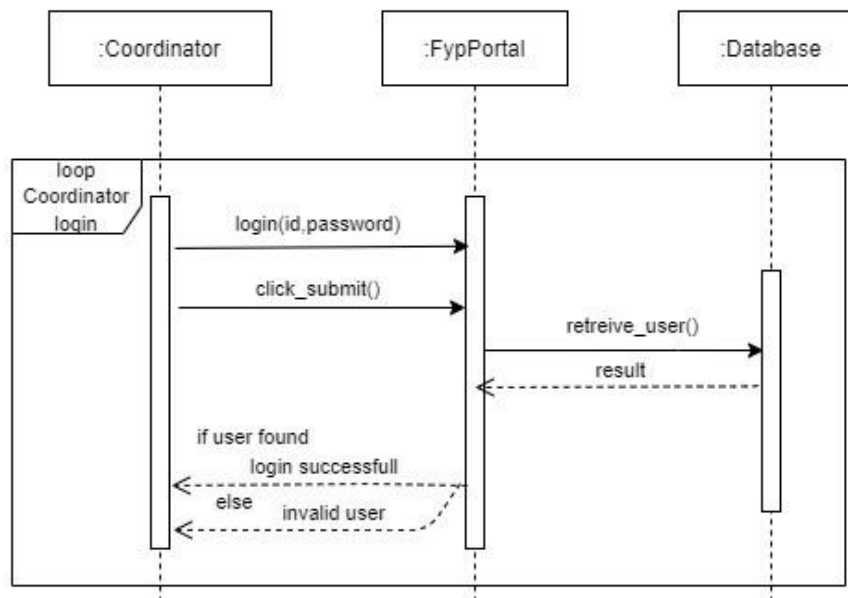 :Coordinator
:FypPortal
:Database
loop
Coordinator
login
login(id,password)
click_submit()
retreive_user()
result
if user found
login successfull
else
invalid user